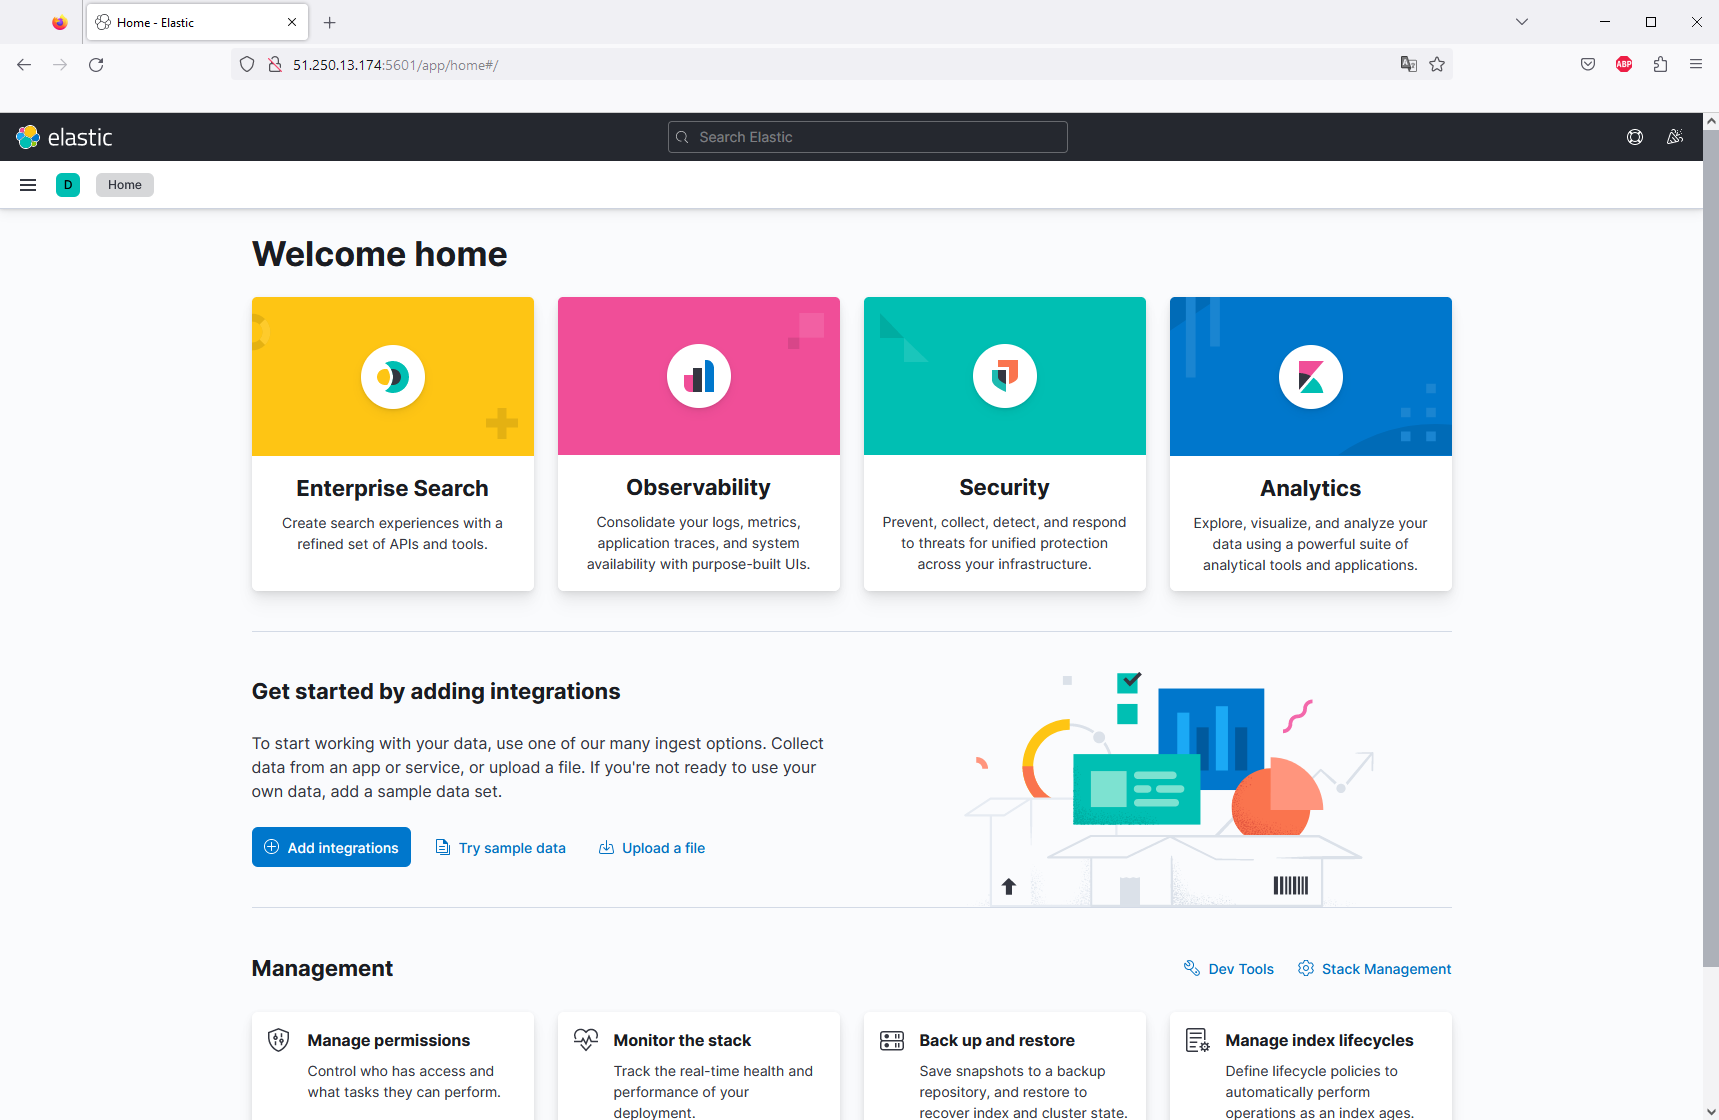 Home - Elastic
51.250.13.174:5601/app/home#/
ABP
elastic
Search Elastic
D
Home
Welcome home
Enterprise Search
Create search experiences with a
refined set of APIs and tools.
Observability
Consolidate your logs, metrics,
application traces, and system
availability with purpose-built UIs.
Security
Prevent, collect, detect, and respond
to threats for unified protection
across your infrastructure.
Analytics
Explore, visualize, and analyze your
data using a powerful suite of
analytical tools and applications.
Get started by adding integrations
To start working with your data, use one of our many ingest options. Collect
data from an app or service, or upload a file. If you're not ready to use your
own data, add a sample data set.
Add integrations
Try sample data
Upload a file
Management
Dev Tools
Stack Management
Manage permissions
Control who has access and
what tasks they can perform.
Monitor the stack
Track the real-time health and
performance of your
deployment.
Back up and restore
Save snapshots to a backup
repository, and restore to
recover index and cluster state.
Manage index lifecycles
Define lifecycle policies to
automatically perform
operations as an index ages.